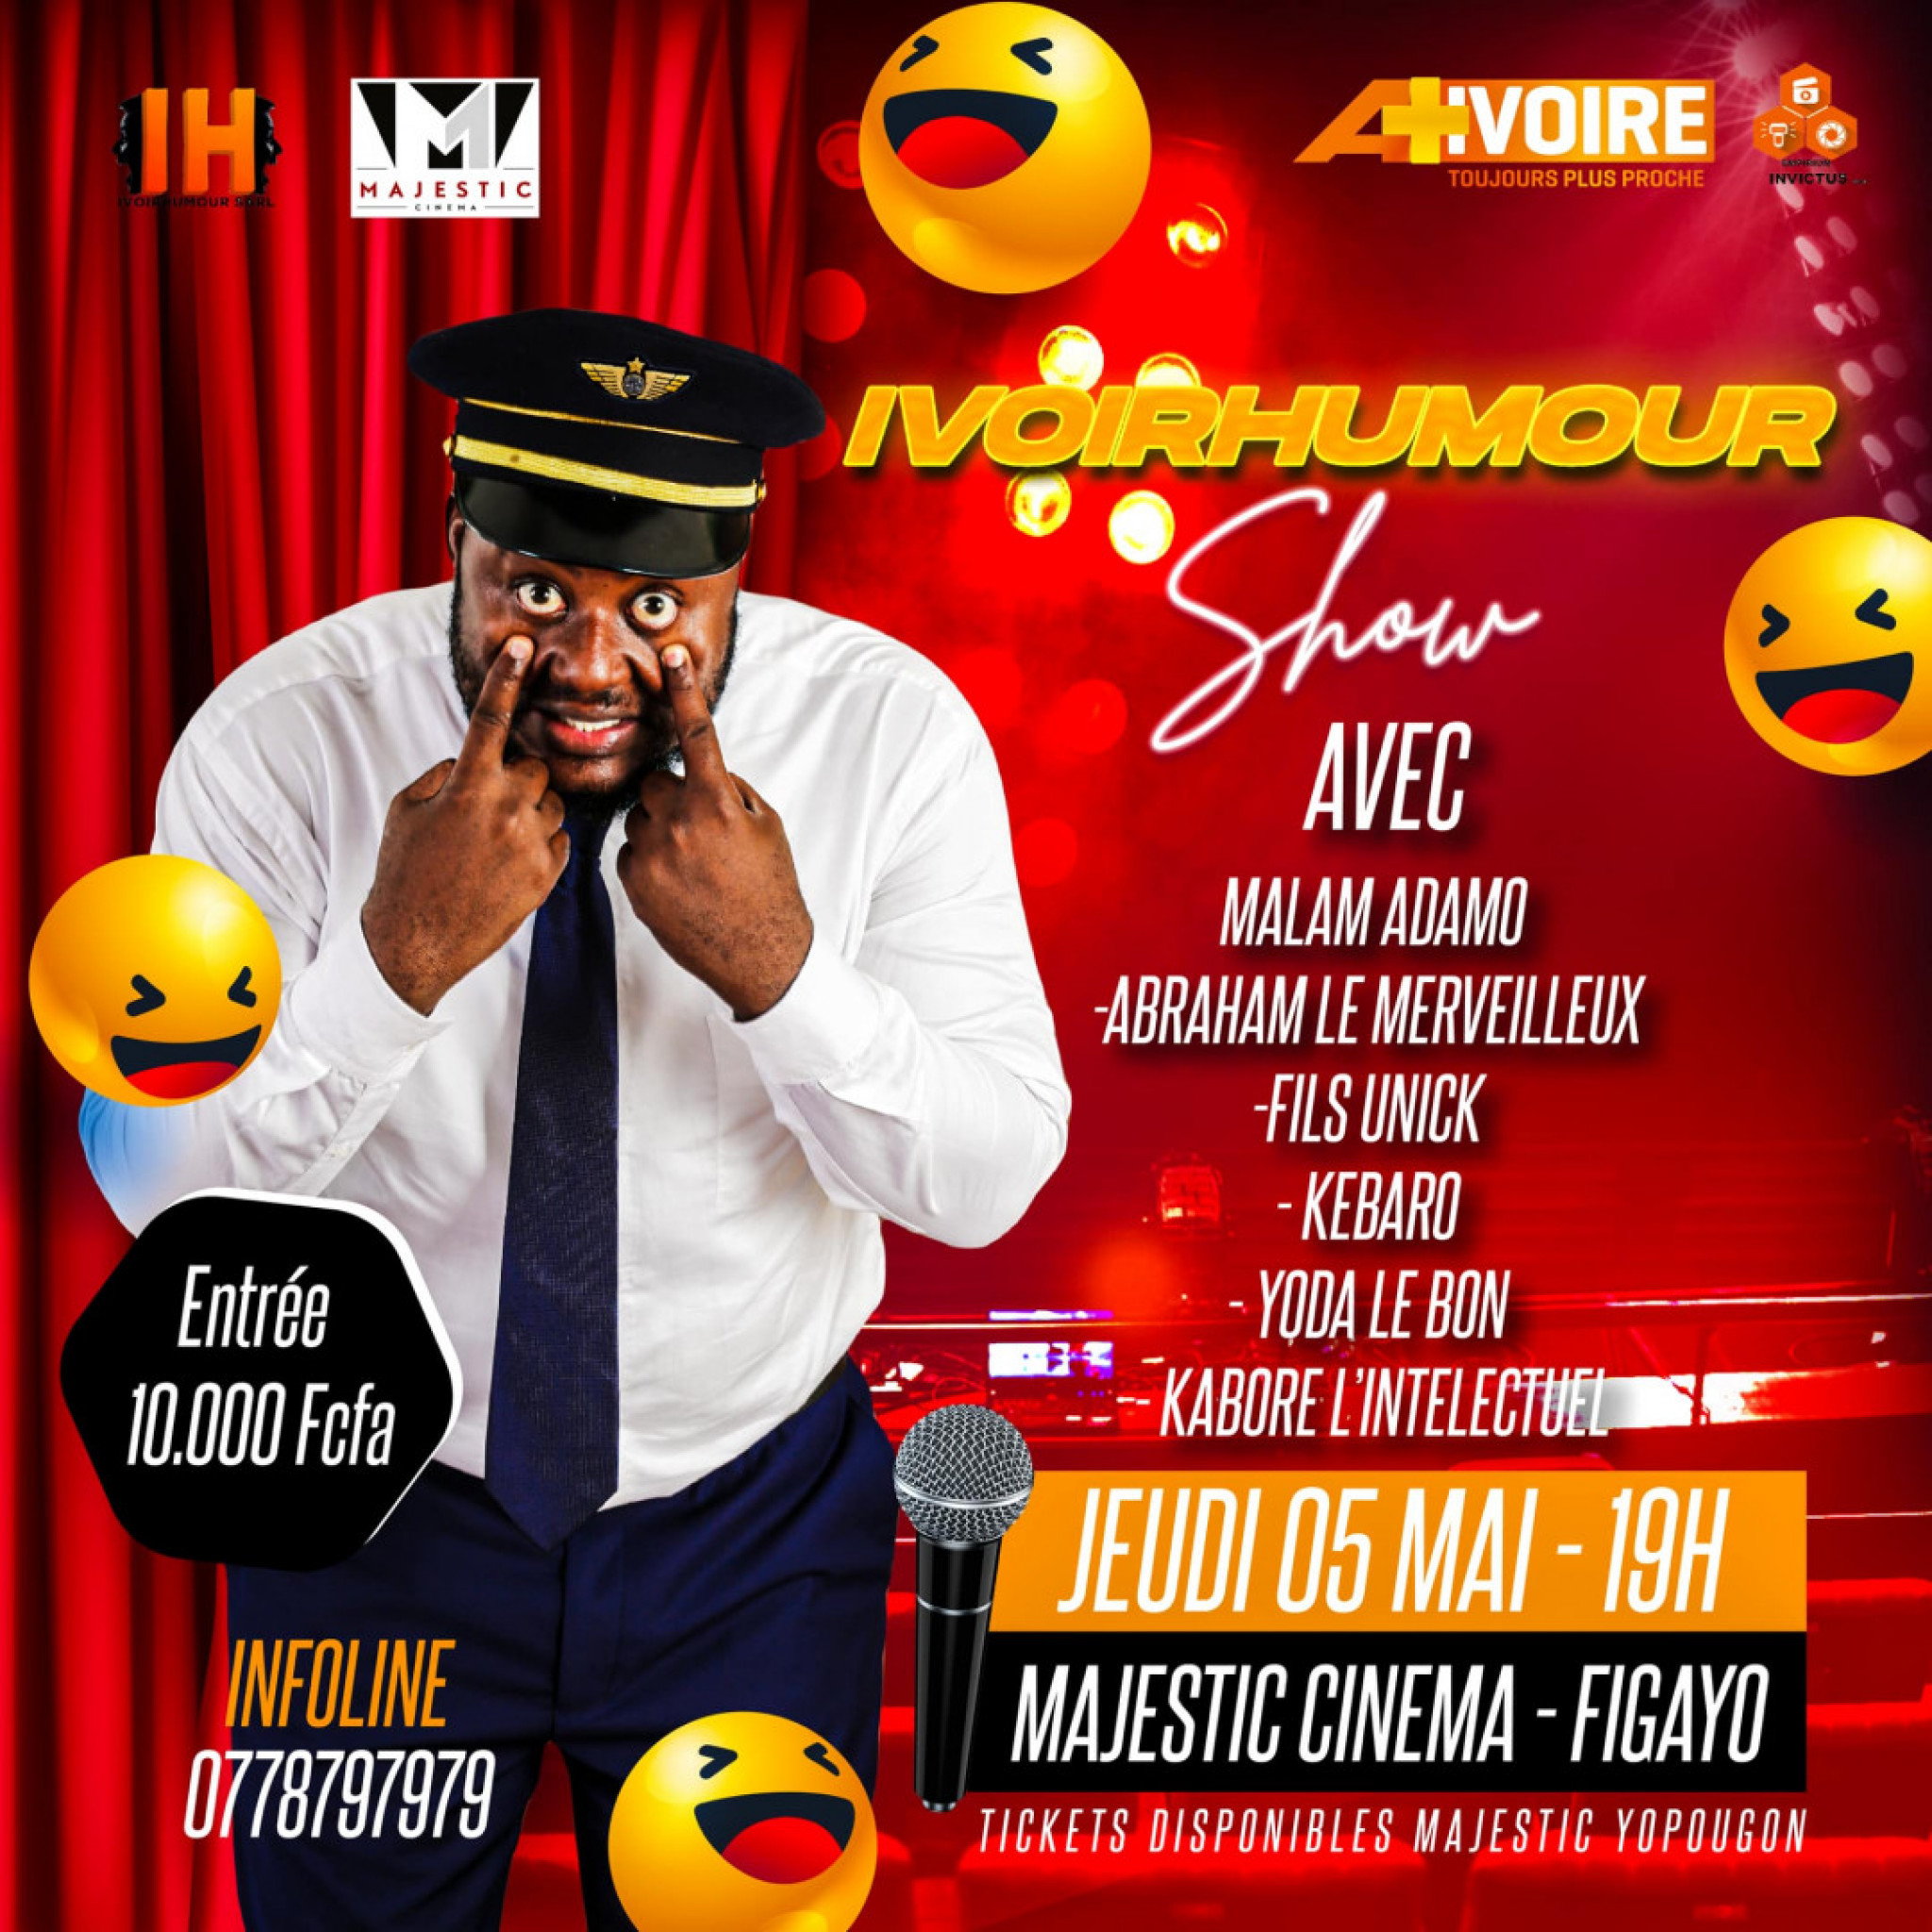 IH
IVOIRHUMOUR SARL
M
MAJESTIC
CINEMA
A+IVOIRE
TOUJOURS PLUS PROCHE
INVICTUS
IVOIRHUMOUR
Show
AVEC
MALAM ADAMO
-ABRAHAM LE MERVEILLEUX
-FILS UNICK
- KEBARO
- YODA LE BON
- KABORE L'INTELECTUEL
Entrée
10.000 Fcfa
JEUDI 05 MAI - 19H
MAJESTIC CINEMA - FIGAYO
TICKETS DISPONIBLES MAJESTIC YOPOUGON
INFOLINE
0778797979